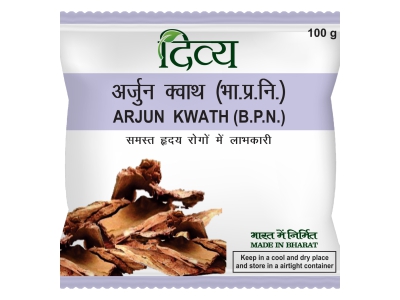 दिव्य
100 g
अर्जुन क्वाथ (भा.प्र.नि.)
ARJUN KWATH (B.P.N.)
समस्त हृदय रोगों में लाभकारी
भारत में निर्मित
MADE IN BHARAT
Keep in a cool and dry place
and store in a airtight container